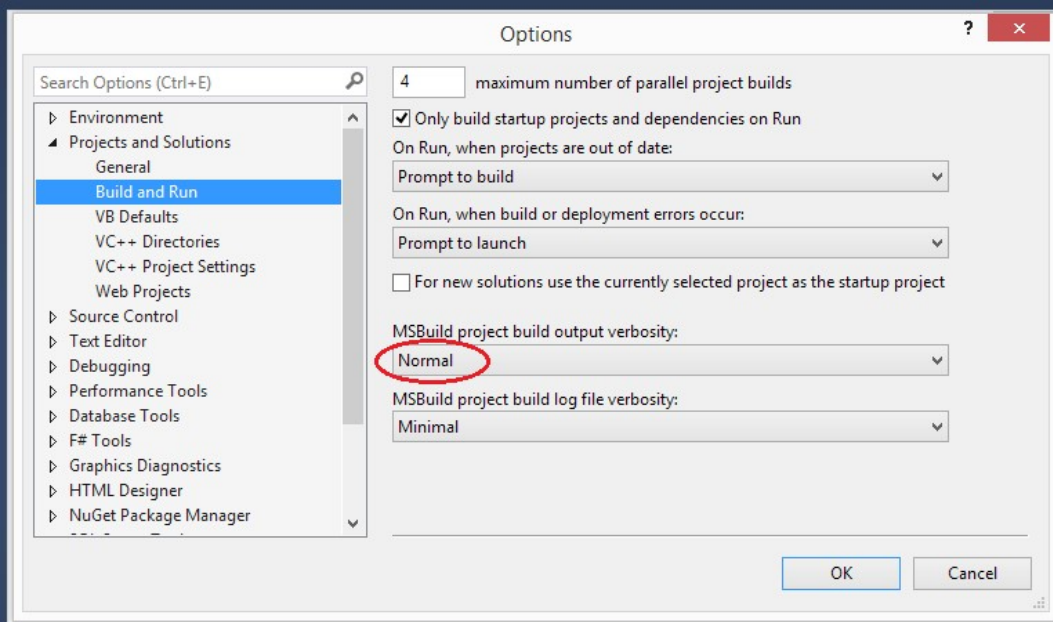 Options
?
Search Options (Ctrl+E)
Environment
Projects and Solutions
General
Build and Run
VB Defaults
VC++ Directories
VC++ Project Settings
Web Projects
Source Control
Text Editor
Debugging
Performance Tools
Database Tools
F# Tools
Graphics Diagnostics
HTML Designer
NuGet Package Manager
4 maximum number of parallel project builds
Only build startup projects and dependencies on Run
On Run, when projects are out of date:
Prompt to build
On Run, when build or deployment errors occur:
Prompt to launch
For new solutions use the currently selected project as the startup project
MSBuild project build output verbosity:
Normal
MSBuild project build log file verbosity:
Minimal
OK
Cancel